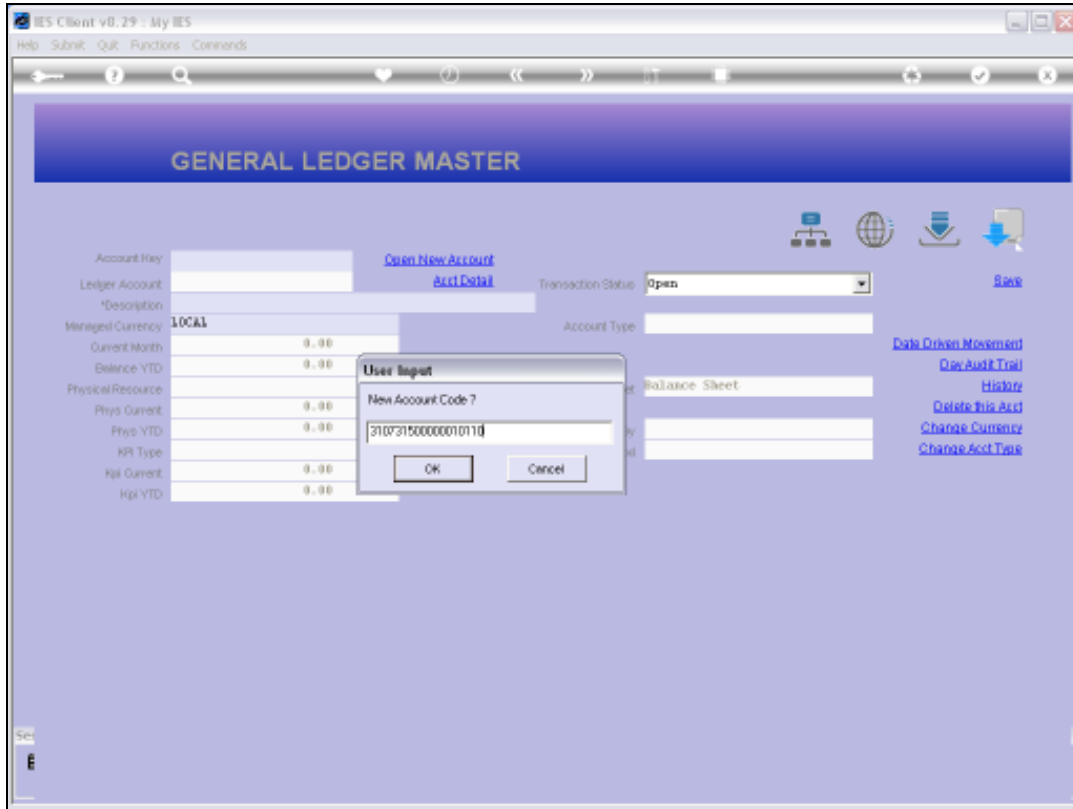 IES Client v8.29 : My IES
Help Submit Quit Functions Commands
GENERAL LEDGER MASTER
Account Key
Open New Account
Ledger Account
Acct Detail
Transaction Status Open
Save
*Description
Managed Currency LOCAL
Account Type
Current Month 0.00
Date Driven Movement
Balance YTD 0.00
Day Audit Trail
Physical Resource
Balance Sheet
History
Phys Current 0.00
Delete this Acct
Phys YTD 0.00
Change Currency
KPI Type
Change Acct Type
Kpi Current 0.00
Kpi YTD 0.00
User Input
New Account Code ?
OK Cancel